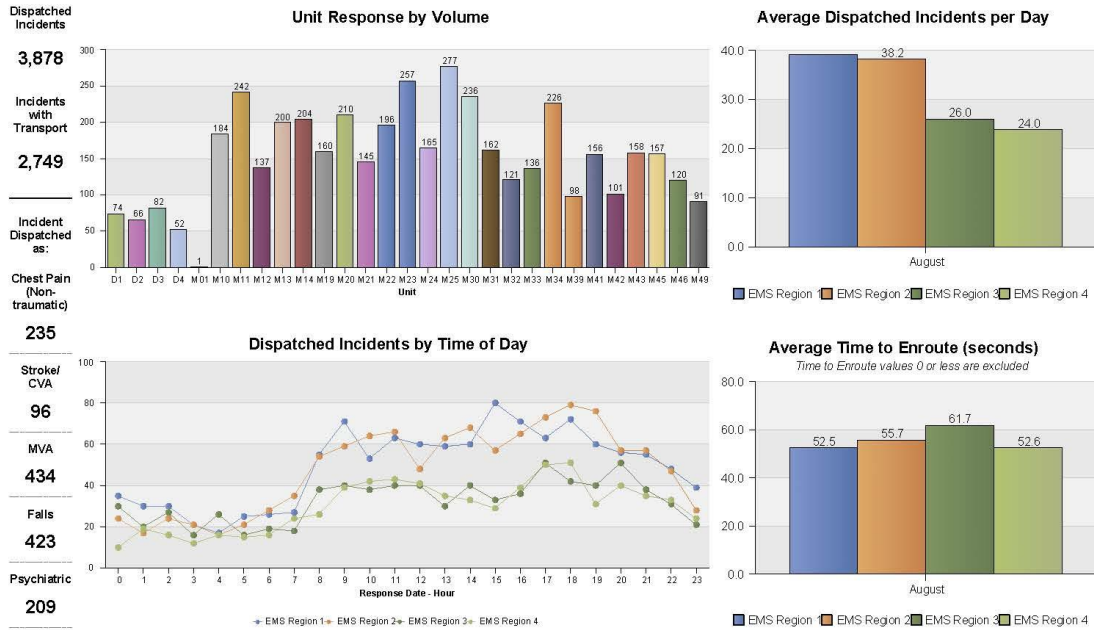 Dispatched
Incidents
3,878
Incidents
with
Transport
2,749
Incident
Dispatched
as:
Chest Pain
(Non-
traumatic)
235
Stroke/
CVA
96
MVA
434
Falls
423
Psychiatric
209
Unit Response by Volume
300
250
200
150
100
50
0
74 66 82 52 1 184 242 137 200 204 160 210 145 196 257 165 277 236 162 121 136 226 98 156 101 158 157 120 91
D1 D2 D3 D4 M01 M10 M11 M12 M13 M14 M19 M20 M21 M22 M23 M24 M25 M30 M31 M32 M33 M34 M39 M41 M42 M43 M45 M46 M49
Unit
Average Dispatched Incidents per Day
40.0
30.0
20.0
10.0
0.0
38.2 26.0 24.0
August
EMS Region 1 EMS Region 2 EMS Region 3 EMS Region 4
Dispatched Incidents by Time of Day
100
80
60
40
20
0
0 1 2 3 4 5 6 7 8 9 10 11 12 13 14 15 16 17 18 19 20 21 22 23
Response Date - Hour
EMS Region 1 EMS Region 2 EMS Region 3 EMS Region 4
Average Time to Enroute (seconds)
Time to Enroute values 0 or less are excluded
80.0
60.0
40.0
20.0
0.0
52.5 55.7 61.7 52.6
August
EMS Region 1 EMS Region 2 EMS Region 3 EMS Region 4